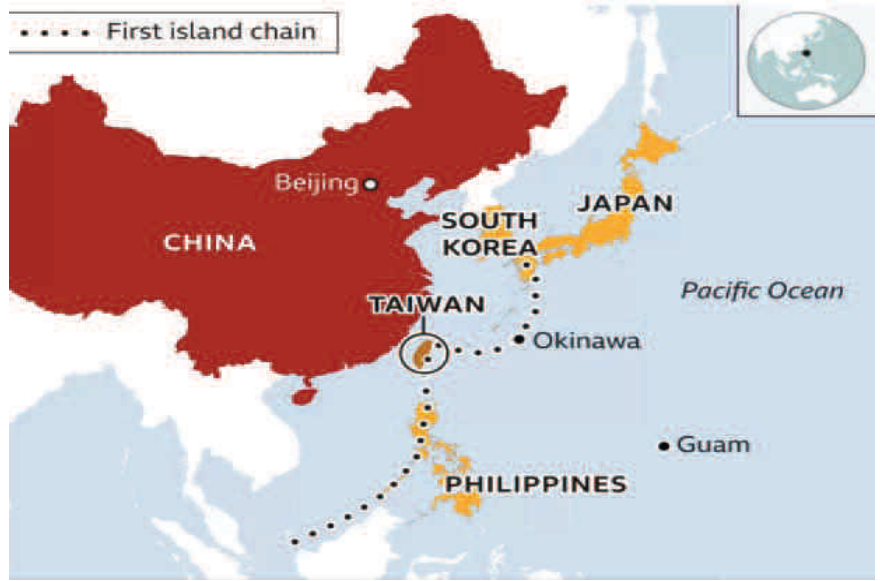 First island chain
Beijing
CHINA
SOUTH
KOREA
JAPAN
TAIWAN
Pacific Ocean
Okinawa
Guam
PHILIPPINES